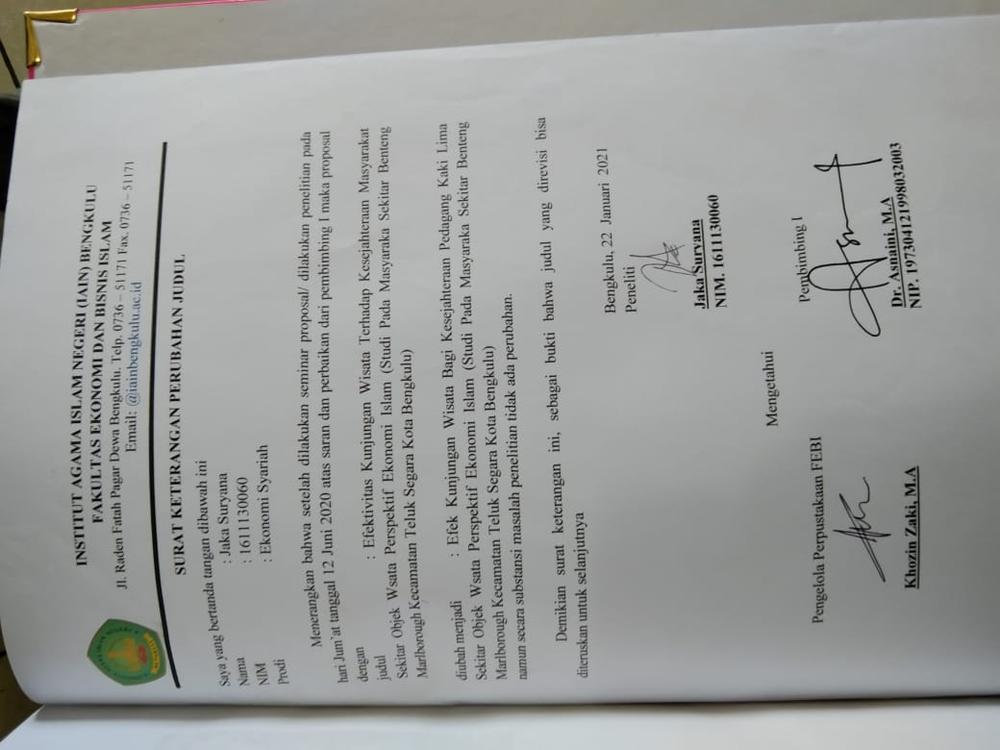 INSTITUT AGAMA ISLAM NEGERI (IAIN) BENGKULU
FAKULTAS EKONOMI DAN BISNIS ISLAM
Jl. Raden Fatah Pagar Dewa Bengkulu. Telp. 0736 – 51171 Fax. 0736 – 51171
Email: @iainbengkulu.ac.id
SURAT KETERANGAN PERUBAHAN JUDUL
Saya yang bertanda tangan dibawah ini
Nama : Jaka Suryana
NIM : 1611130060
Prodi : Ekonomi Syariah
Menerangkan bahwa setelah dilakukan seminar proposal/ dilakukan penelitian pada
hari Jum'at tanggal 12 Juni 2020 atas saran dan perbaikan dari pembimbing I maka proposal
dengan : Efektivitas Kunjungan Wisata Terhadap Kesejahteraan Masyarakat
judul
Sekitar Objek Wsata Perspektif Ekonomi Islam (Studi Pada Masyaraka Sekitar Benteng
Marlborough Kecamatan Teluk Segara Kota Bengkulu)
diubah menjadi : Efek Kunjungan Wisata Bagi Kesejahteraan Pedagang Kaki Lima
Sekitar Objek Wsata Perspektif Ekonomi Islam (Studi Pada Masyaraka Sekitar Benteng
Marlborough Kecamatan Teluk Segara Kota Bengkulu)
namun secara substansi masalah penelitian tidak ada perubahan.
Demikian surat keterangan ini, sebagai bukti bahwa judul yang direvisi bisa
diteruskan untuk selanjutnya
Bengkulu, 22 Januari 2021
Peneliti
Jaka Suryana
NIM. 1611130060
Mengetahui
Pengelola Perpustakaan FEBI
Khozin Zaki, M.A
Pembimbing I
Dr. Asnaini, M.A
NIP. 197304121998032003